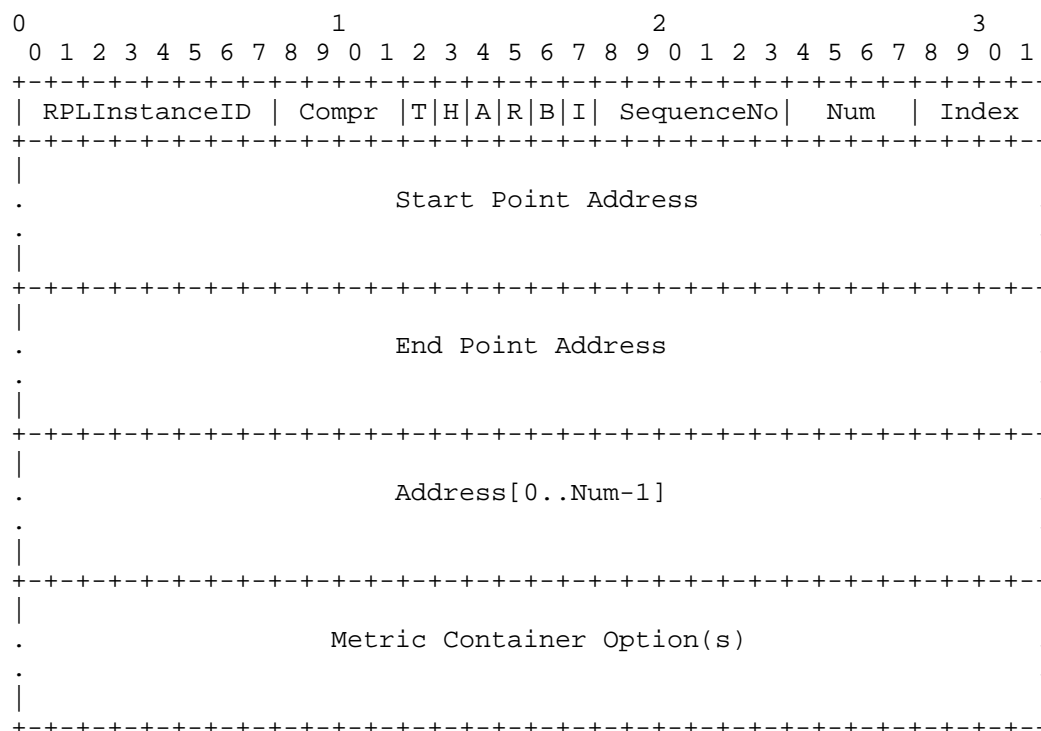 0                   1                   2                   3
 0 1 2 3 4 5 6 7 8 9 0 1 2 3 4 5 6 7 8 9 0 1 2 3 4 5 6 7 8 9 0 1
+-+-+-+-+-+-+-+-+-+-+-+-+-+-+-+-+-+-+-+-+-+-+-+-+-+-+-+-+-+-+-+-
| RPLInstanceID | Compr |T|H|A|R|B|I| SequenceNo|  Num  | Index
+-+-+-+-+-+-+-+-+-+-+-+-+-+-+-+-+-+-+-+-+-+-+-+-+-+-+-+-+-+-+-+-
|
.                       Start Point Address
.
|
+-+-+-+-+-+-+-+-+-+-+-+-+-+-+-+-+-+-+-+-+-+-+-+-+-+-+-+-+-+-+-+-
|
.                       End Point Address
.
|
+-+-+-+-+-+-+-+-+-+-+-+-+-+-+-+-+-+-+-+-+-+-+-+-+-+-+-+-+-+-+-+-
|
.                       Address[0..Num-1]
.
|
+-+-+-+-+-+-+-+-+-+-+-+-+-+-+-+-+-+-+-+-+-+-+-+-+-+-+-+-+-+-+-+-
|
.                   Metric Container Option(s)
.
|
+-+-+-+-+-+-+-+-+-+-+-+-+-+-+-+-+-+-+-+-+-+-+-+-+-+-+-+-+-+-+-+-